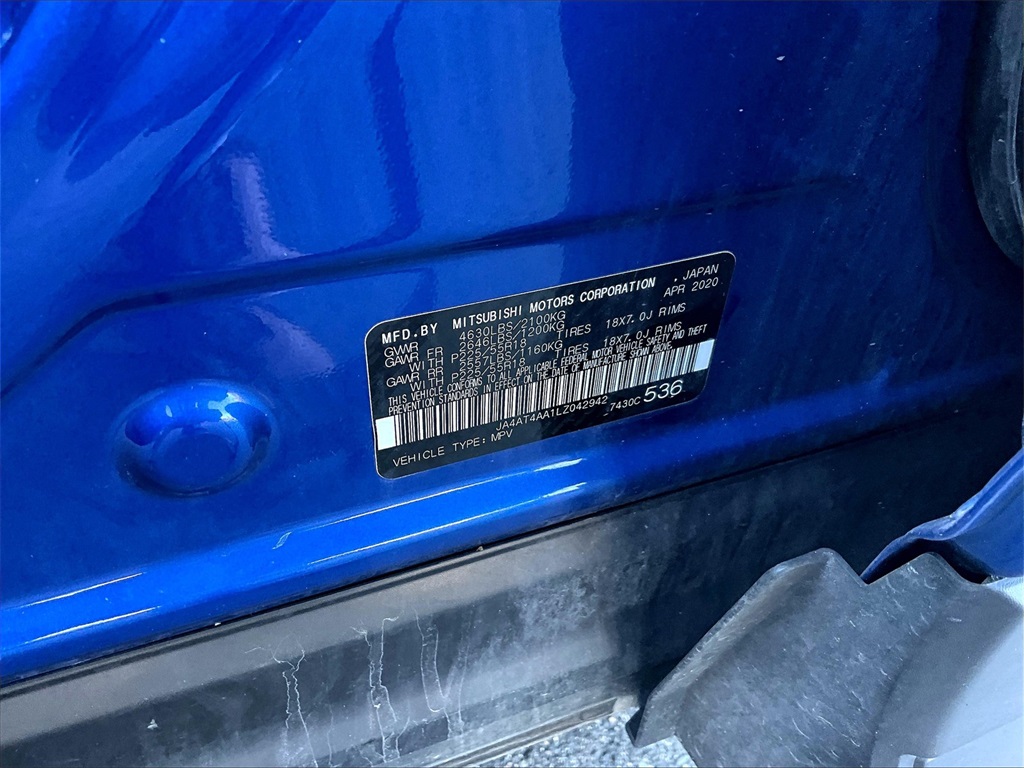 MFD. BY MITSUBISHI MOTORS CORPORATION , JAPAN
GVWR 4630LBS/2100KG APR 2020
GAWR FR 2646LBS/1200KG
WITH P225/55R18 TIRES 18X7.0J RIMS
GAWR RR 2557LBS/1160KG
WITH P225/55R18 TIRES 18X7.0J RIMS
THIS VEHICLE CONFORMS TO ALL APPLICABLE FEDERAL MOTOR VEHICLE SAFETY AND THEFT
PREVENTION STANDARDS IN EFFECT ON THE DATE OF MANUFACTURE SHOWN ABOVE.
JA4AT4AA1LZ042942 7430C 536
VEHICLE TYPE: MPV